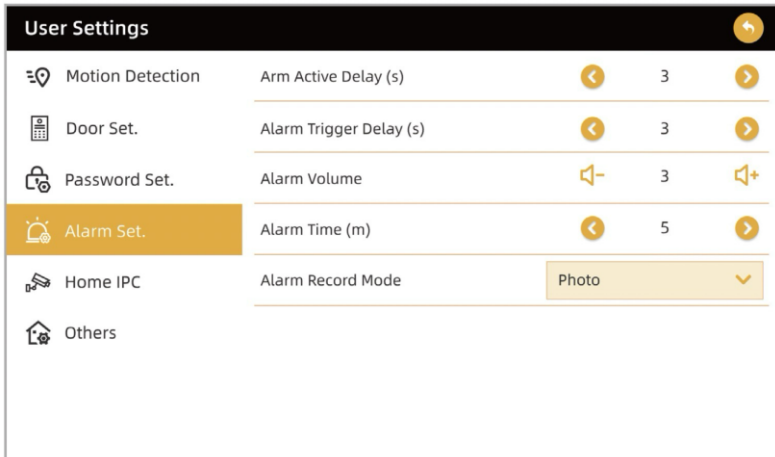 User Settings
Motion Detection
Door Set.
Password Set.
Alarm Set.
Home IPC
Others
Arm Active Delay (s) 3
Alarm Trigger Delay (s) 3
Alarm Volume 3
Alarm Time (m) 5
Alarm Record Mode Photo